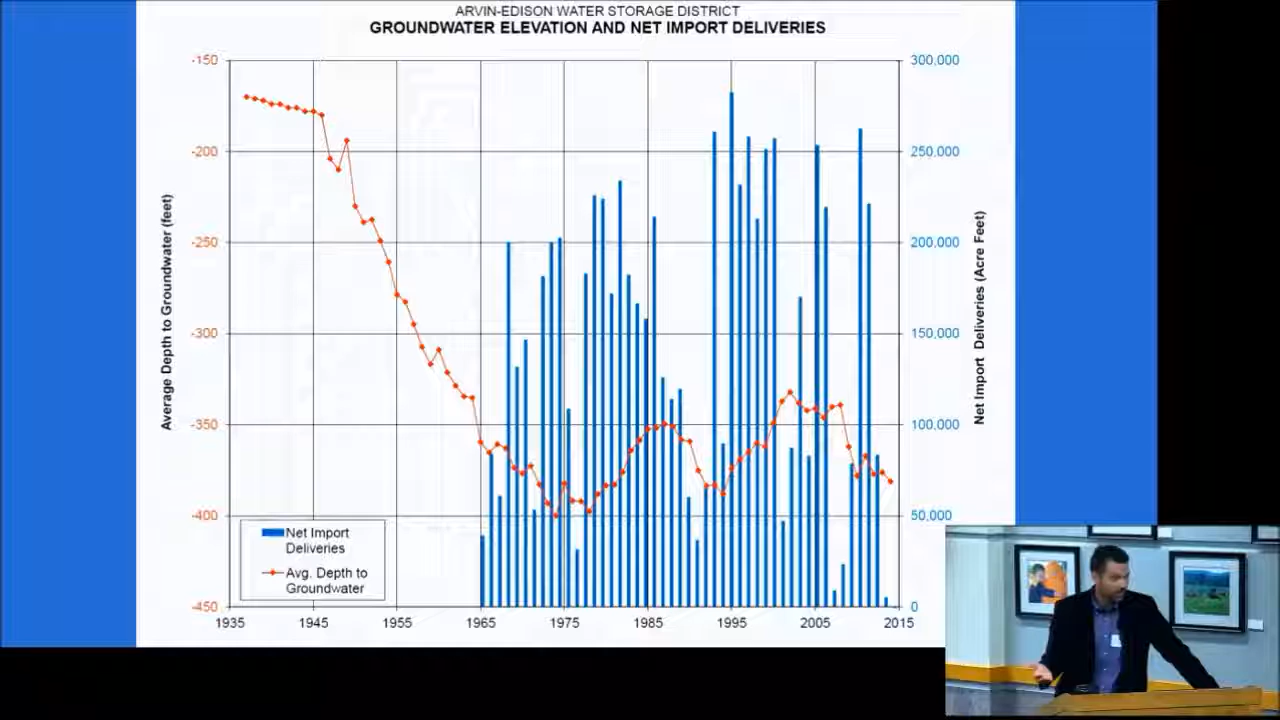 ARVIN-EDISON WATER STORAGE DISTRICT
GROUNDWATER ELEVATION AND NET IMPORT DELIVERIES
-150
-200
-250
-300
-350
-400
-450
Average Depth to Groundwater (feet)
300,000
250,000
200,000
150,000
100,000
50,000
0
Net Import Deliveries (Acre Feet)
Net Import
Deliveries
Avg. Depth to
Groundwater
1935
1945
1955
1965
1975
1985
1995
2005
2015